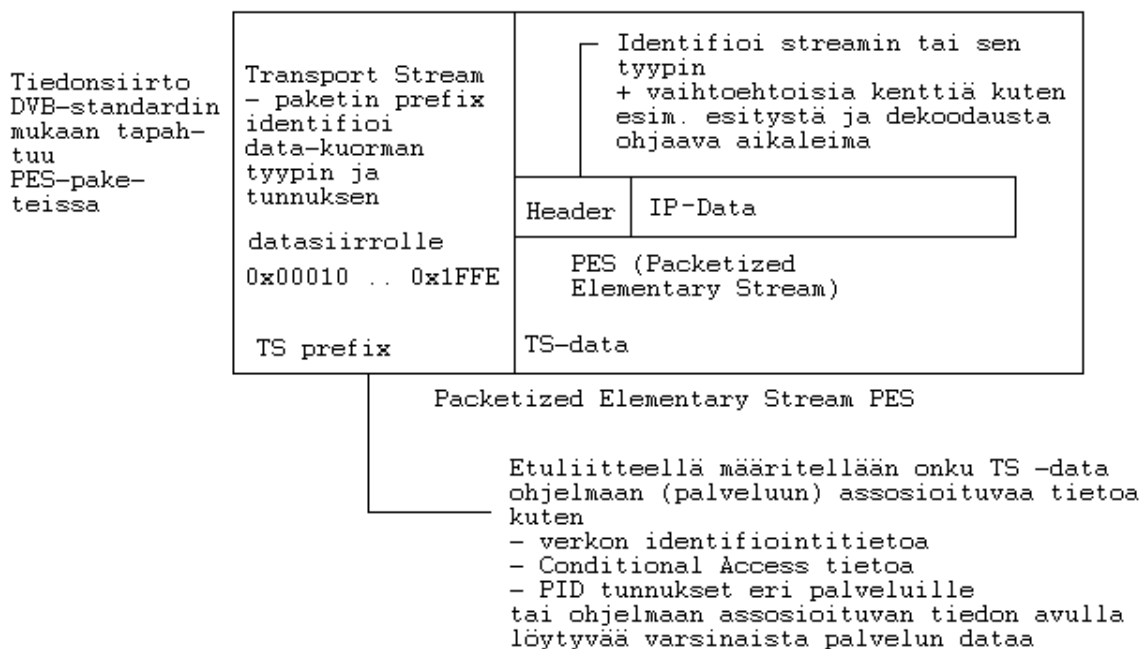 Tiedonsiirto
DVB-standardin
mukaan tapah-
tuu
PES-pake-
teissa
Transport Stream
- paketin prefix
identifioi
data-kuorman
tyypin ja
tunnuksen
datasiirrolle
0x00010 .. 0x1FFE
TS prefix
Identifioi streamin tai sen
tyypin
+ vaihtoehtoisia kenttiä kuten
esim. esitystä ja dekoodausta
ohjaava aikaleima
Header
IP-Data
PES (Packetized
Elementary Stream)
TS-data
Packetized Elementary Stream PES
Etuliitteellä määritellään onku TS -data
ohjelmaan (palveluun) assosioituvaa tietoa
kuten
- verkon identifiointitietoa
- Conditional Access tietoa
- PID tunnukset eri palveluille
tai ohjelmaan assosioituvan tiedon avulla
löytyvää varsinaista palvelun dataa